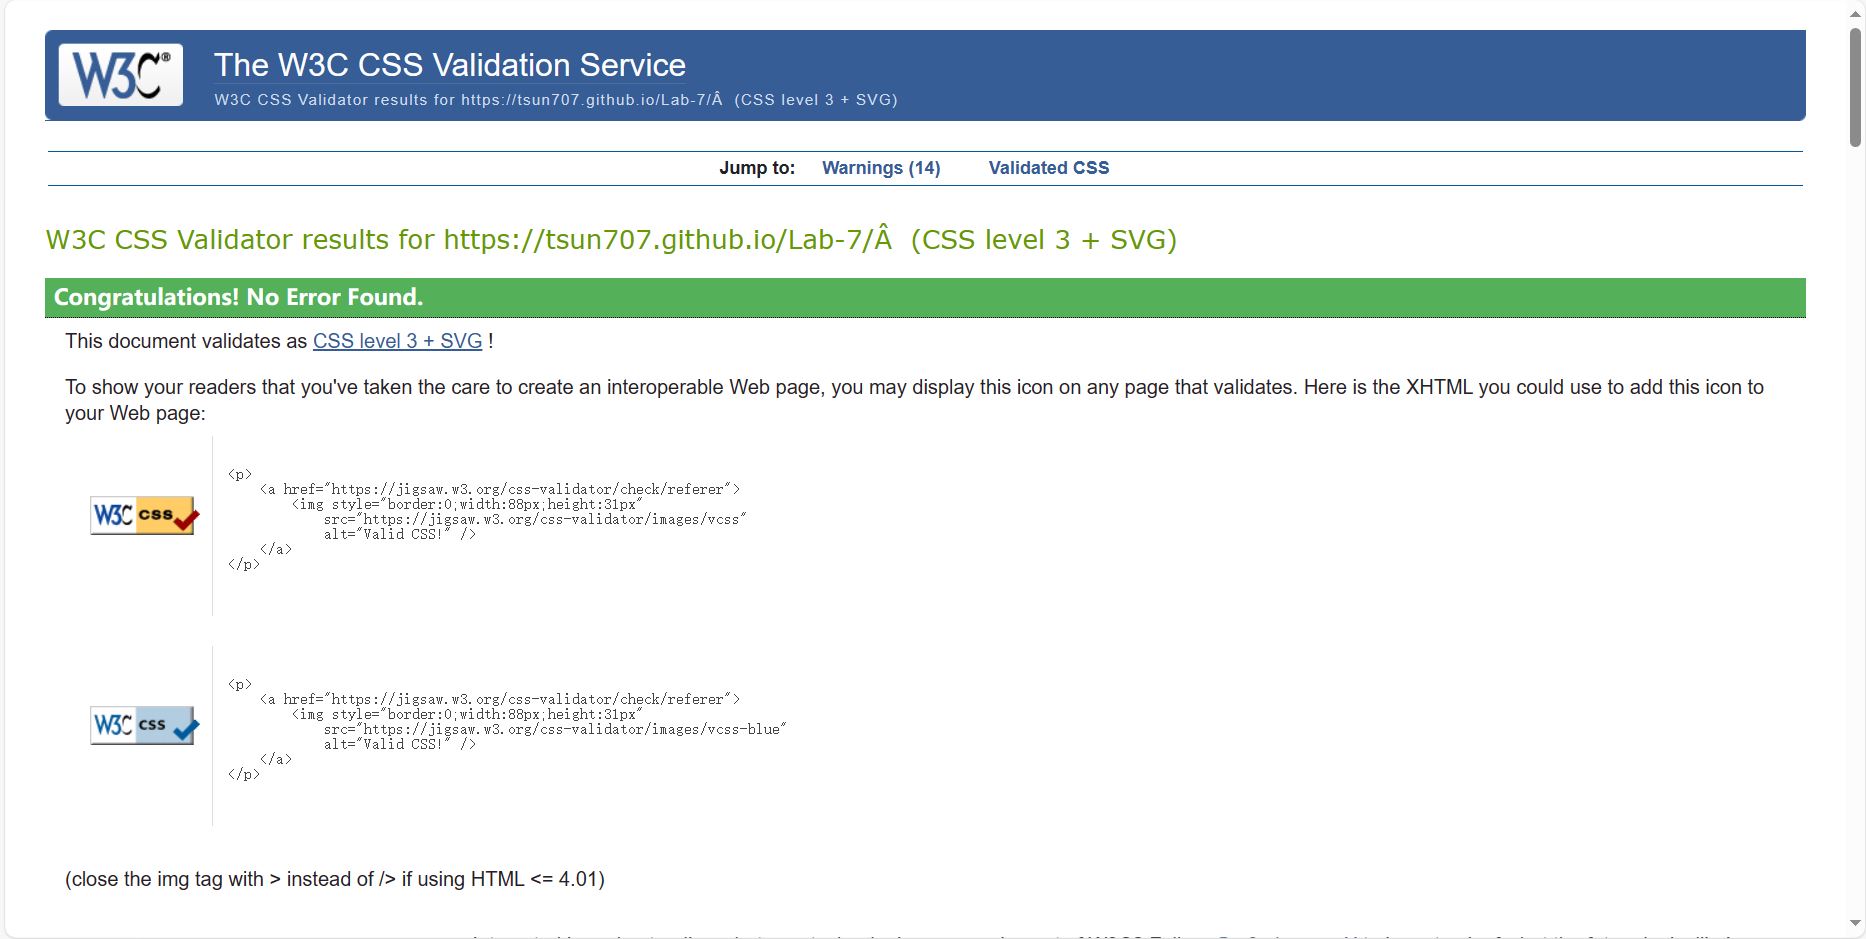 W3C®
The W3C CSS Validation Service
W3C CSS Validator results for https://tsun707.github.io/Lab-7/Â  (CSS level 3 + SVG)
Jump to: Warnings (14) Validated CSS
W3C CSS Validator results for https://tsun707.github.io/Lab-7/Â  (CSS level 3 + SVG)
Congratulations! No Error Found.
This document validates as CSS level 3 + SVG !
To show your readers that you've taken the care to create an interoperable Web page, you may display this icon on any page that validates. Here is the XHTML you could use to add this icon to
your Web page:
W3C css
<p>
    <a href="https://jigsaw.w3.org/css-validator/check/referer">
        <img style="border:0;width:88px;height:31px"
            src="https://jigsaw.w3.org/css-validator/images/vcss"
            alt="Valid CSS!" />
    </a>
</p>
W3C css
<p>
    <a href="https://jigsaw.w3.org/css-validator/check/referer">
        <img style="border:0;width:88px;height:31px"
            src="https://jigsaw.w3.org/css-validator/images/vcss-blue"
            alt="Valid CSS!" />
    </a>
</p>
(close the img tag with > instead of /> if using HTML <= 4.01)